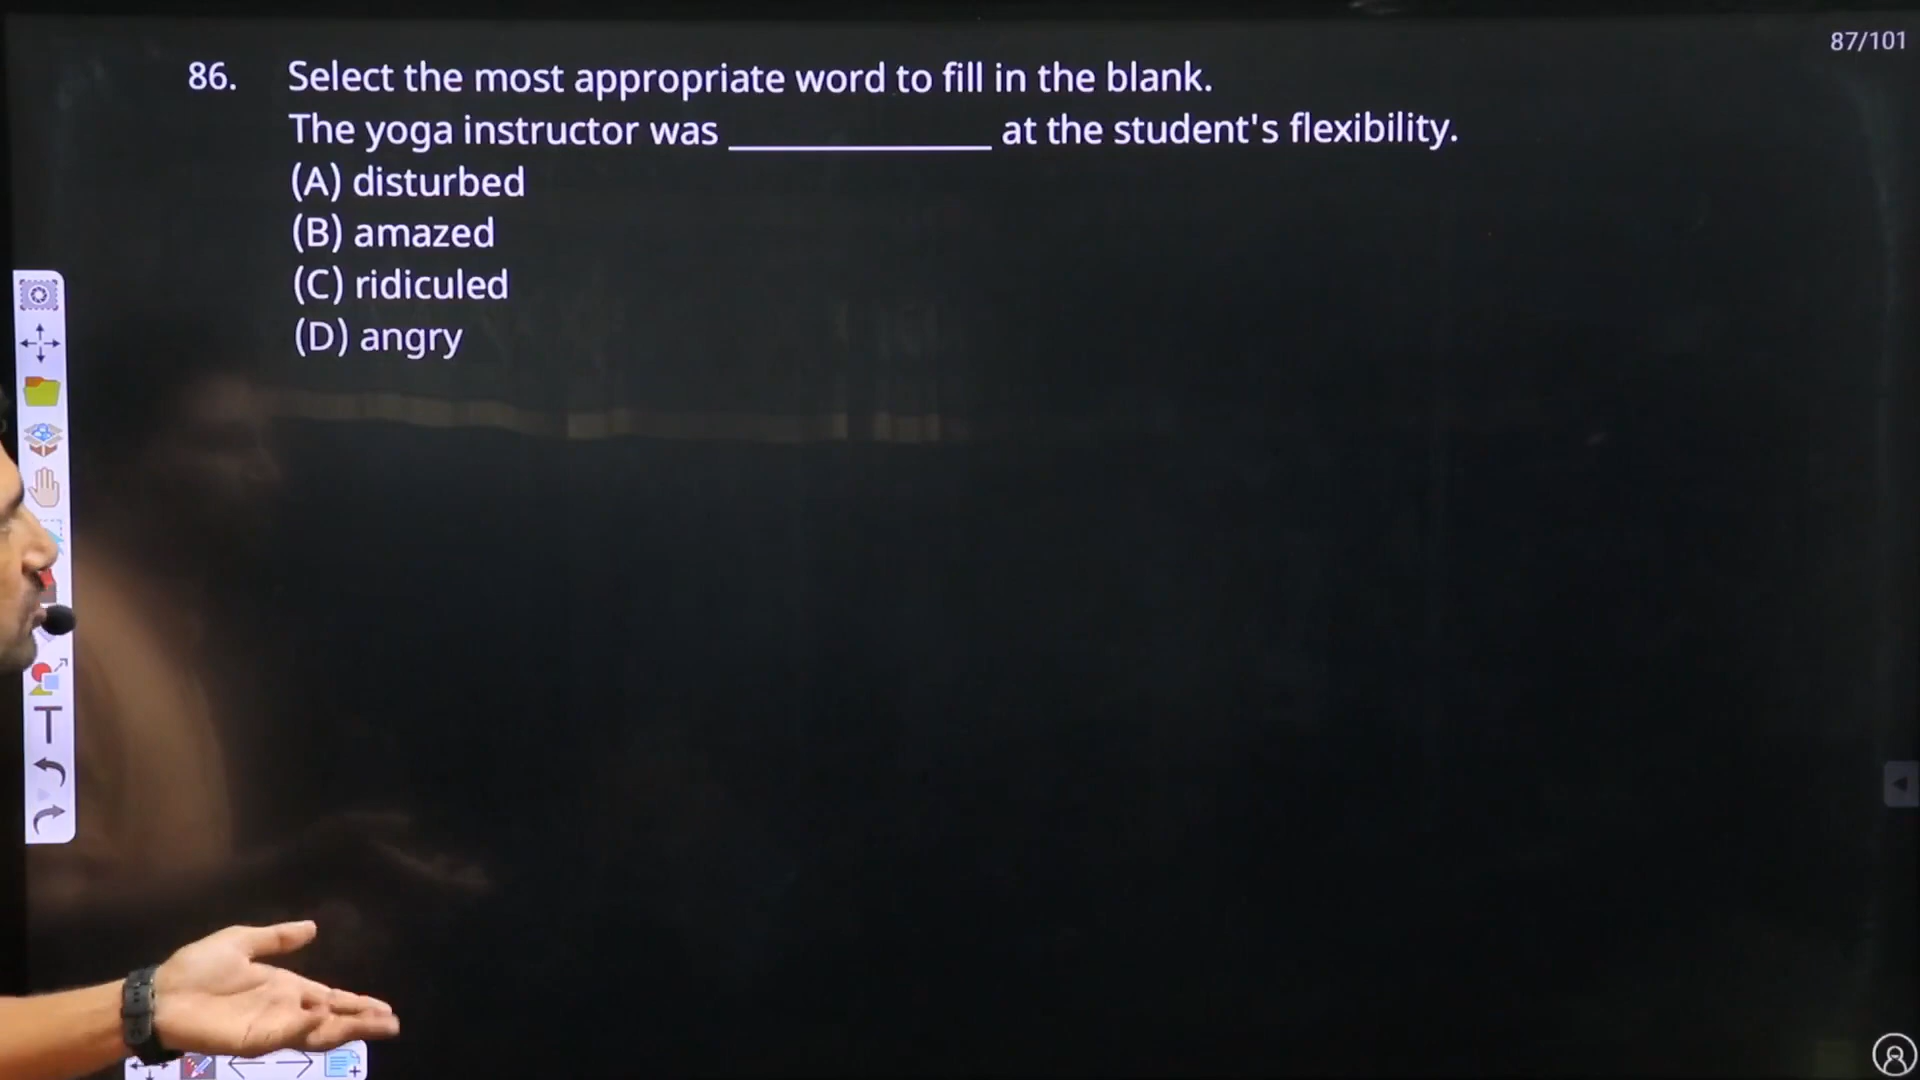 87/101
86. Select the most appropriate word to fill in the blank.
The yoga instructor was _____________ at the student's flexibility.
(A) disturbed
(B) amazed
(C) ridiculed
(D) angry
T